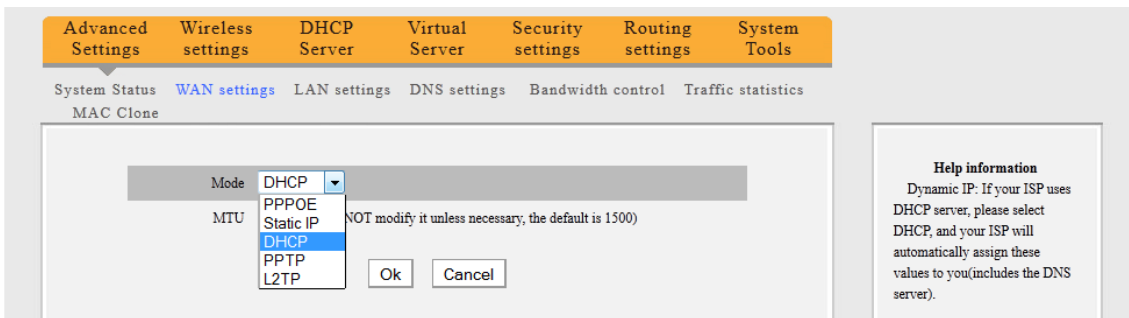 Advanced Settings
Wireless settings
DHCP Server
Virtual Server
Security settings
Routing settings
System Tools
System Status WAN settings LAN settings DNS settings Bandwidth control Traffic statistics
MAC Clone
Mode DHCP
PPPOE
Static IP
DHCP
PPTP
L2TP
MTU NOT modify it unless necessary, the default is 1500)
Ok Cancel
Help information
Dynamic IP: If your ISP uses
DHCP server, please select
DHCP, and your ISP will
automatically assign these
values to you(includes the DNS
server).